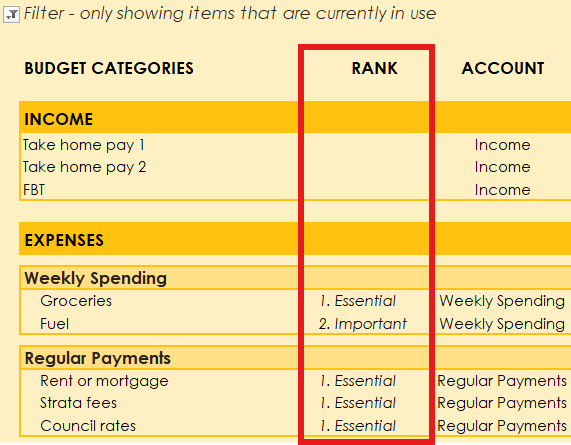 Filter - only showing items that are currently in use
BUDGET CATEGORIES RANK ACCOUNT
INCOME
Take home pay 1 Income
Take home pay 2 Income
FBT Income
EXPENSES
Weekly Spending
Groceries 1. Essential Weekly Spending
Fuel 2. Important Weekly Spending
Regular Payments
Rent or mortgage 1. Essential Regular Payments
Strata fees 1. Essential Regular Payments
Council rates 1. Essential Regular Payments